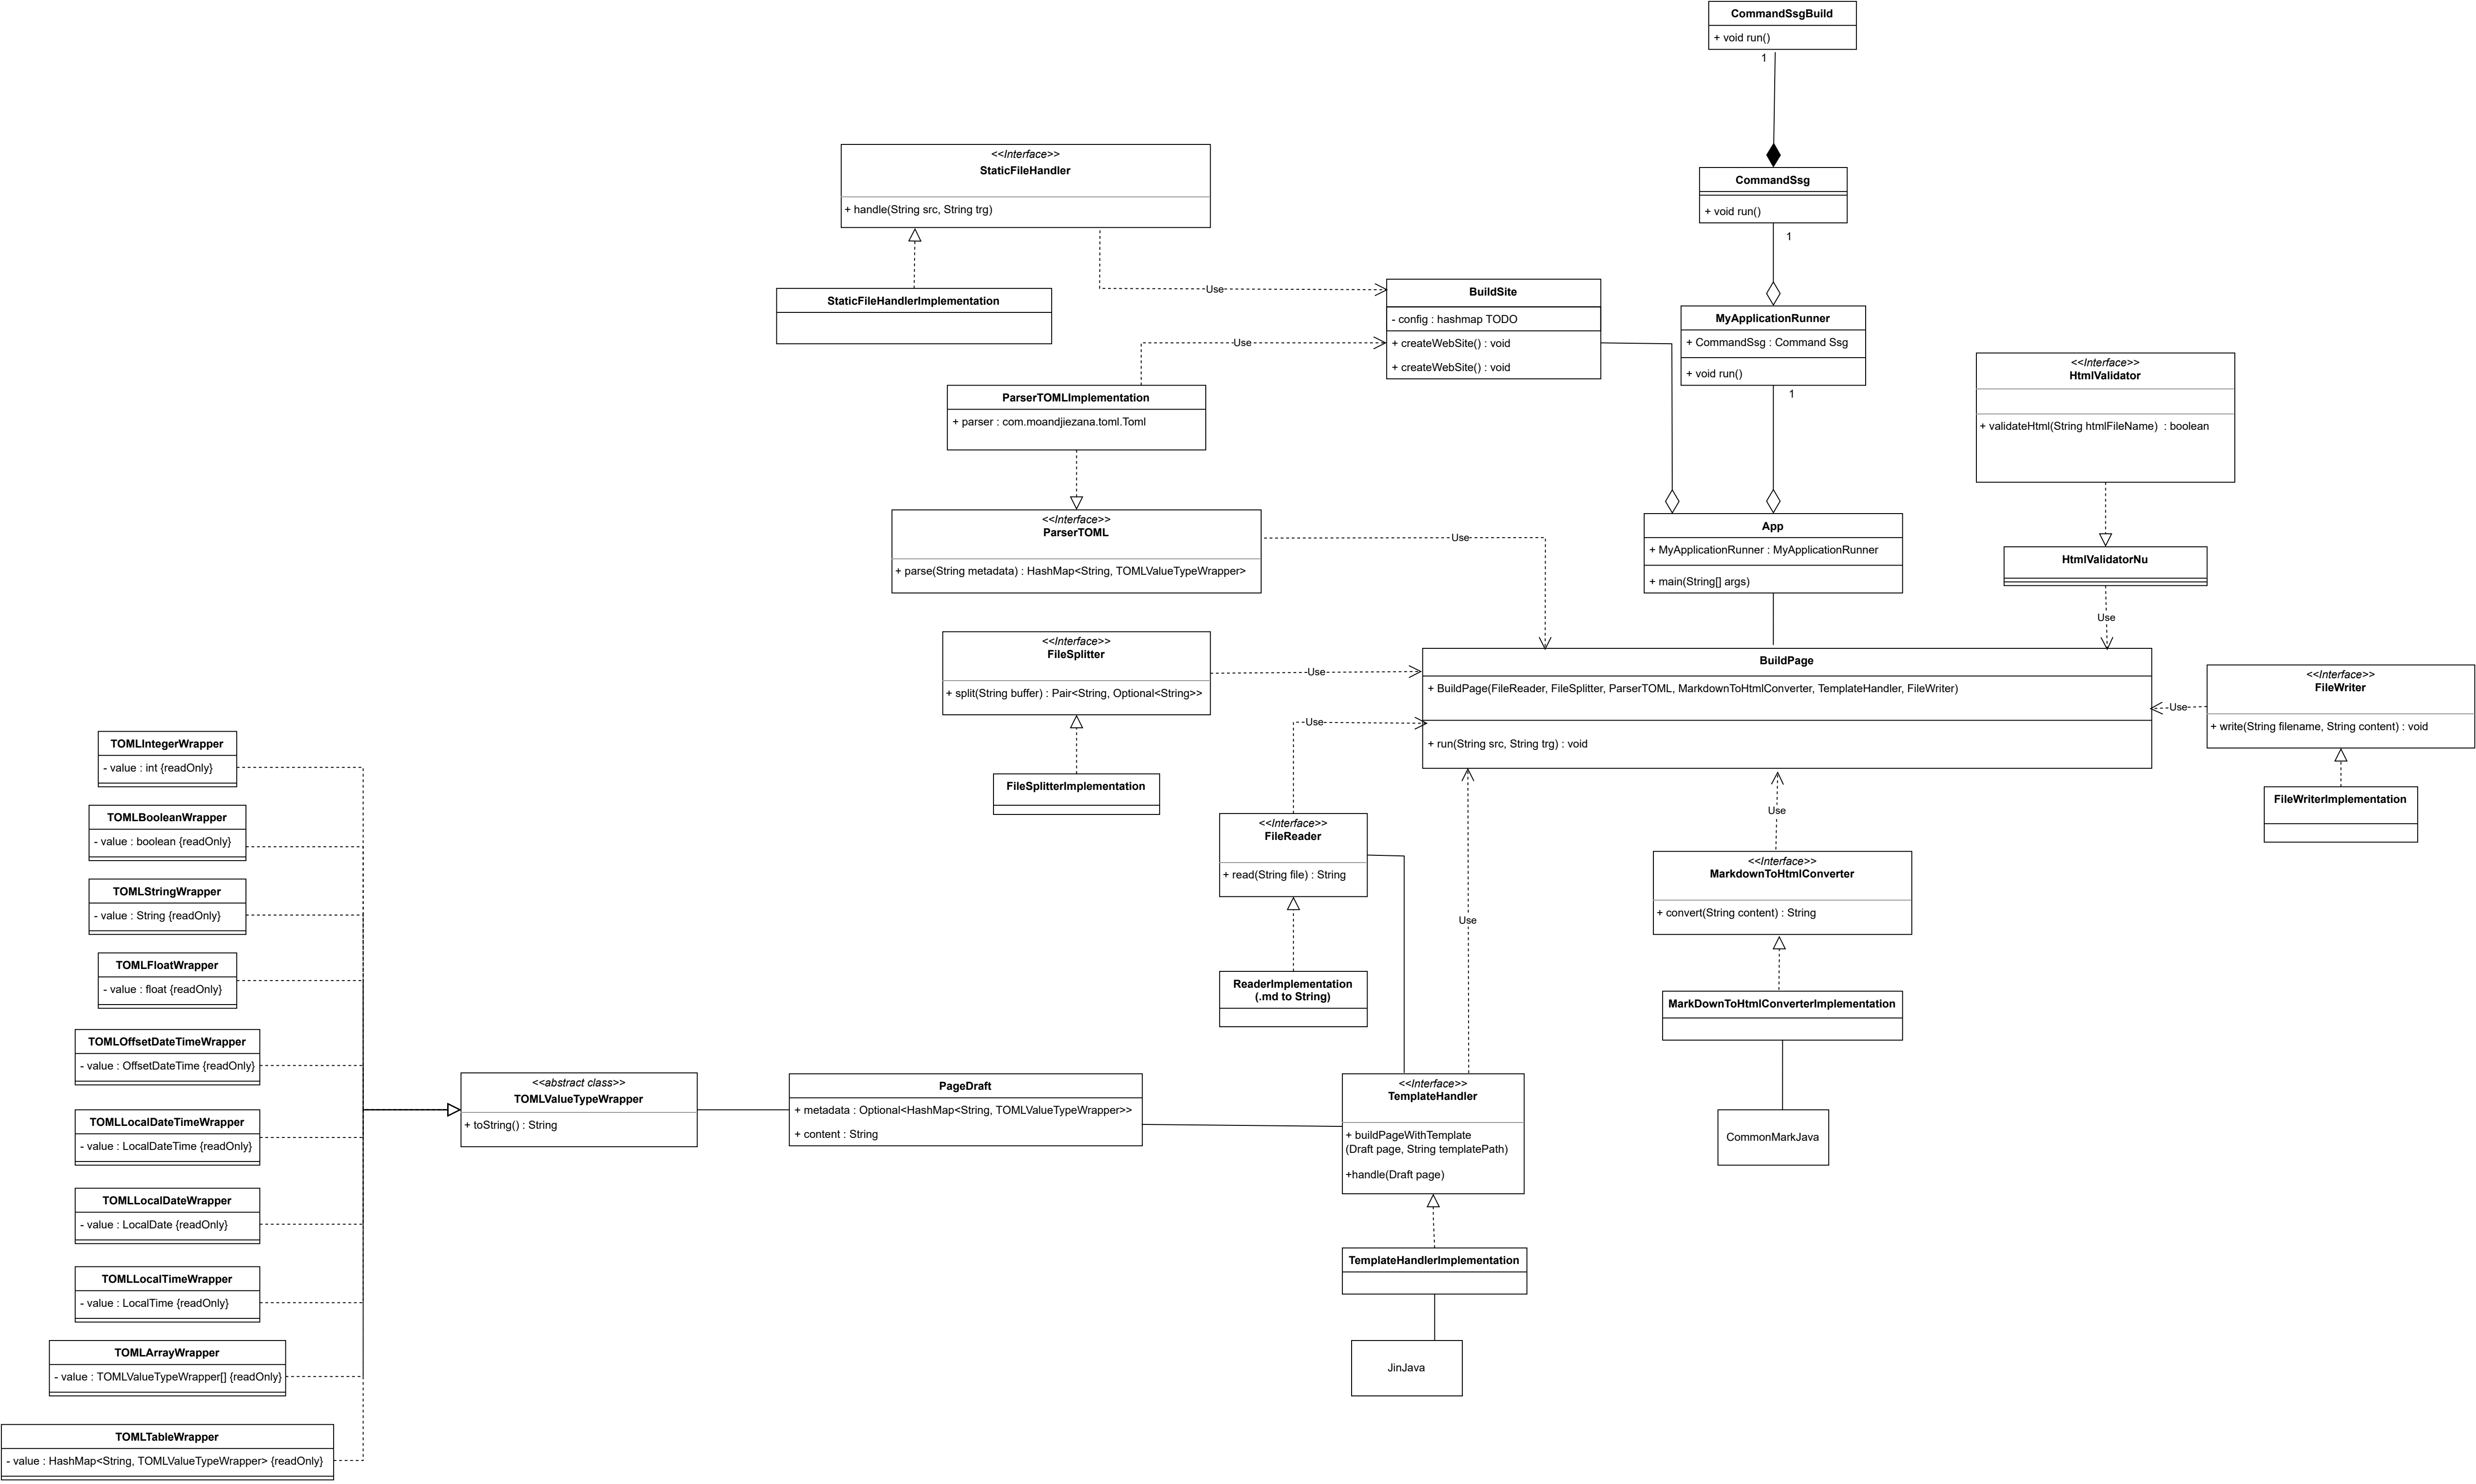 CommandSsgBuild
+ void run()
1
CommandSsg
+ void run()
1
<<Interface>>
StaticFileHandler
+ handle(String src, String trg)
StaticFileHandlerImplementation
Use
BuildSite
- config : hashmap TODO
+ createWebSite() : void
+ createWebSite() : void
Use
MyApplicationRunner
+ CommandSsg : Command Ssg
+ void run()
1
ParserTOMLImplementation
+ parser : com.moandjiezana.toml.Toml
<<Interface>>
HtmlValidator
+ validateHtml(String htmlFileName)  : boolean
<<Interface>>
ParserTOML
+ parse(String metadata) : HashMap<String, TOMLValueTypeWrapper>
Use
App
+ MyApplicationRunner : MyApplicationRunner
+ main(String[] args)
HtmlValidatorNu
Use
<<Interface>>
FileSplitter
+ split(String buffer) : Pair<String, Optional<String>>
Use
FileSplitterImplementation
BuildPage
+ BuildPage(FileReader, FileSplitter, ParserTOML, MarkdownToHtmlConverter, TemplateHandler, FileWriter)
+ run(String src, String trg) : void
Use
Use
<<Interface>>
FileWriter
+ write(String filename, String content) : void
FileWriterImplementation
<<Interface>>
FileReader
+ read(String file) : String
ReaderImplementation
(.md to String)
Use
Use
<<Interface>>
MarkdownToHtmlConverter
+ convert(String content) : String
MarkDownToHtmlConverterImplementation
CommonMarkJava
TOMLIntegerWrapper
- value : int {readOnly}
TOMLBooleanWrapper
- value : boolean {readOnly}
TOMLStringWrapper
- value : String {readOnly}
TOMLFloatWrapper
- value : float {readOnly}
TOMLOffsetDateTimeWrapper
- value : OffsetDateTime {readOnly}
TOMLLocalDateTimeWrapper
- value : LocalDateTime {readOnly}
TOMLLocalDateWrapper
- value : LocalDate {readOnly}
TOMLLocalTimeWrapper
- value : LocalTime {readOnly}
TOMLArrayWrapper
- value : TOMLValueTypeWrapper[] {readOnly}
TOMLTableWrapper
- value : HashMap<String, TOMLValueTypeWrapper> {readOnly}
<<abstract class>>
TOMLValueTypeWrapper
+ toString() : String
PageDraft
+ metadata : Optional<HashMap<String, TOMLValueTypeWrapper>>
+ content : String
<<Interface>>
TemplateHandler
+ buildPageWithTemplate
(Draft page, String templatePath)
+handle(Draft page)
TemplateHandlerImplementation
JinJava